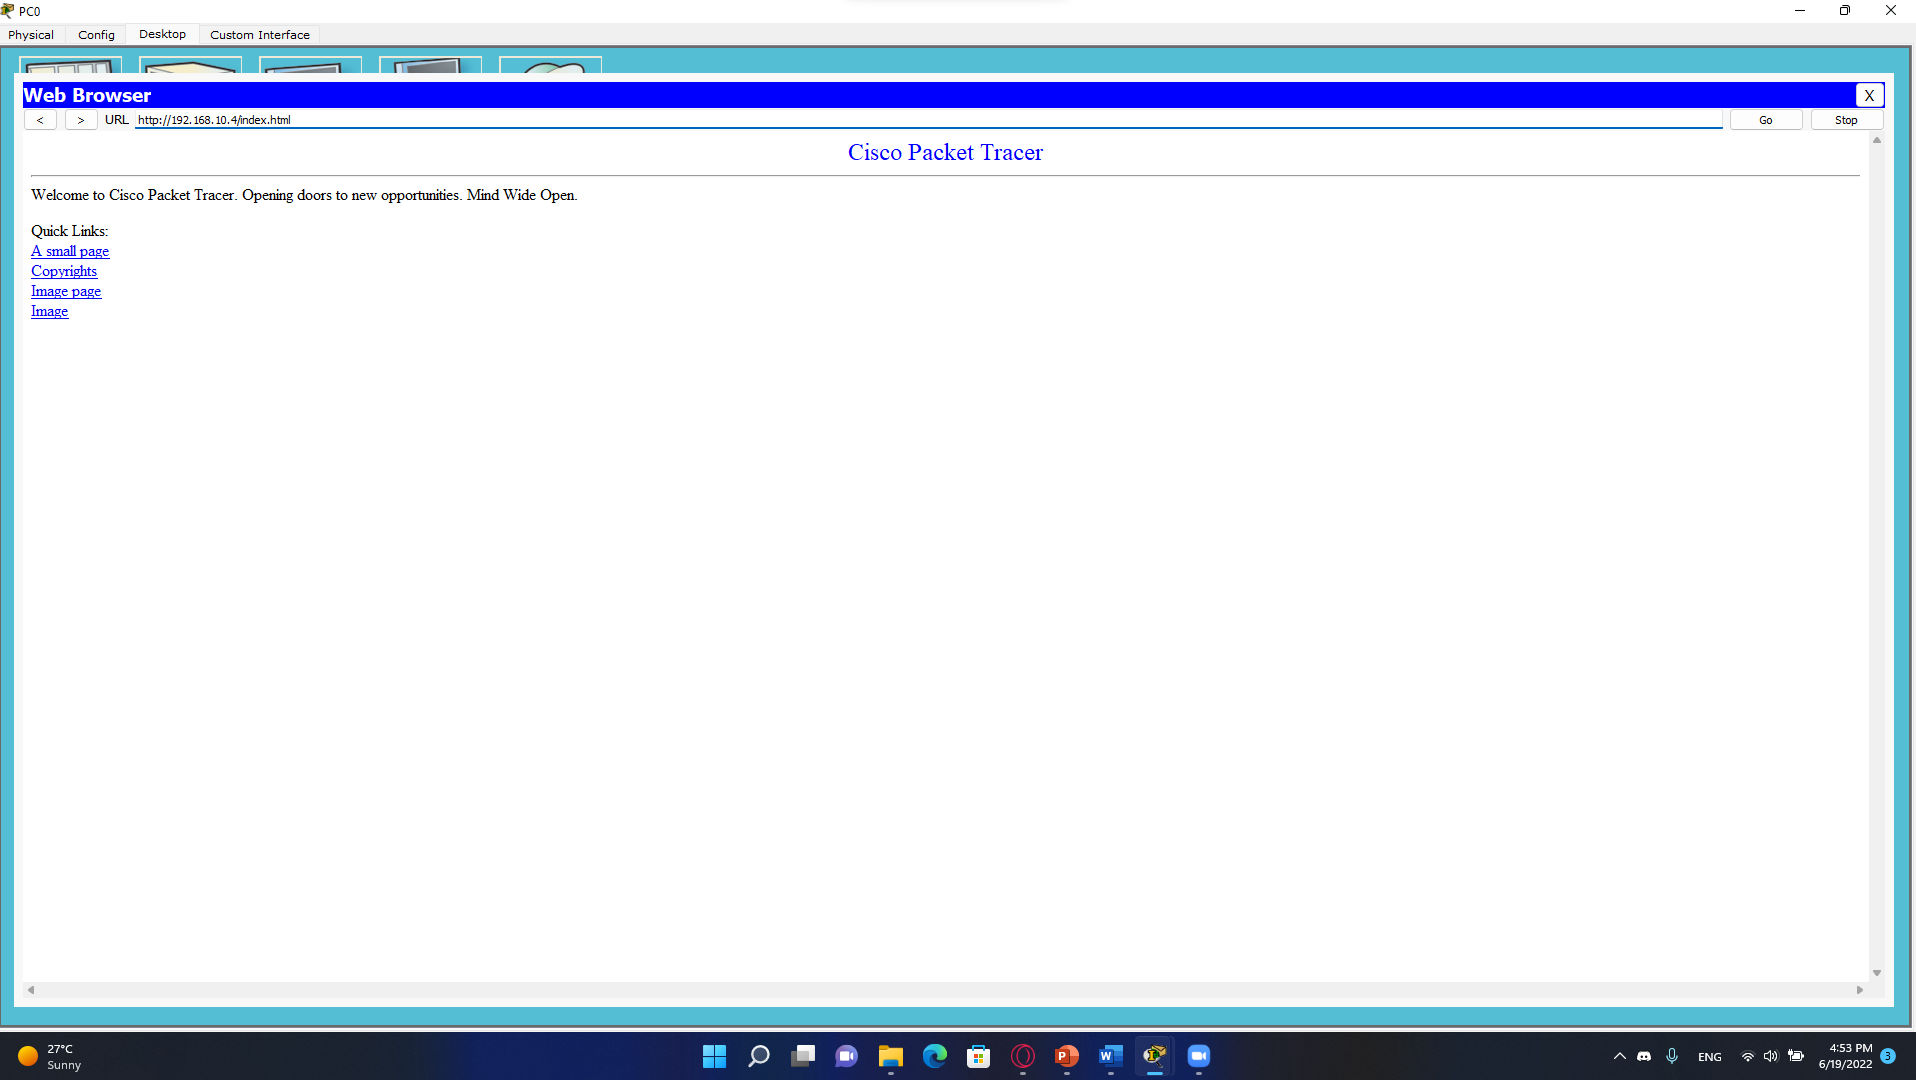 PC0
Physical Config Desktop Custom Interface
Web Browser X
< > URL http://192.168.10.4/index.html Go Stop
Cisco Packet Tracer
Welcome to Cisco Packet Tracer. Opening doors to new opportunities. Mind Wide Open.
Quick Links:
A small page
Copyrights
Image page
Image
27°C
Sunny
ENG
4:53 PM
6/19/2022
3